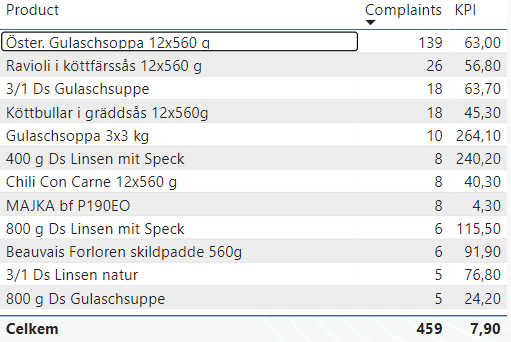 Product Complaints KPI
Öster. Gulaschsoppa 12x560 g 139 63,00
Ravioli i köttfärssås 12x560 g 26 56,80
3/1 Ds Gulaschsuppe 18 63,70
Köttbullar i gräddsås 12x560g 18 45,30
Gulaschsoppa 3x3 kg 10 264,10
400 g Ds Linsen mit Speck 8 240,20
Chili Con Carne 12x560 g 8 40,30
MAJKA bf P190EO 8 4,30
800 g Ds Linsen mit Speck 6 115,50
Beauvais Forloren skildpadde 560g 6 91,90
3/1 Ds Linsen natur 5 76,80
800 g Ds Gulaschsuppe 5 24,20
Celkem 459 7,90